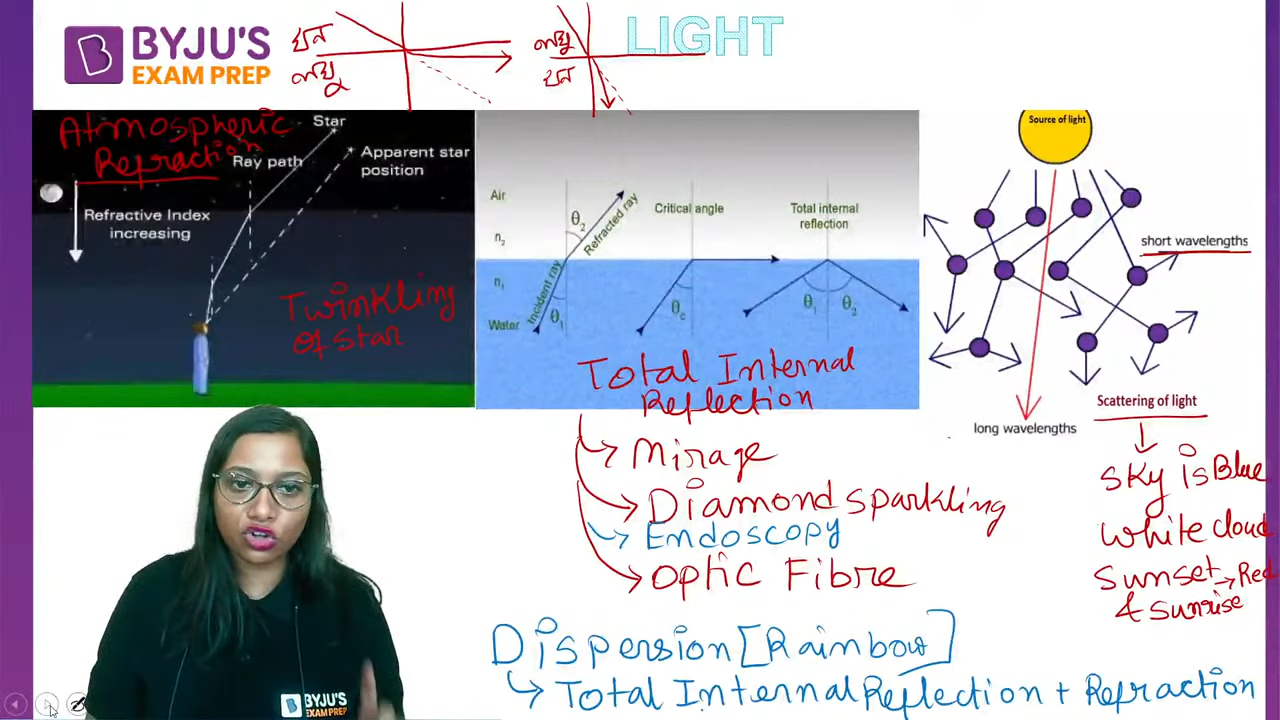 BYJU'S
EXAM PREP
ঘন
লঘু
লঘু
ঘন
LIGHT
Atmospheric
Refraction
Star
Ray path
Apparent star
position
Refractive Index
increasing
Twinkling
of star
Air
n₂
n₁
Water
θ₂
Refracted ray
Incident ray
θ₁
Critical angle
θc
Total internal
reflection
θ₁ θ₂
Total Internal
Reflection
Mirage
Diamond sparkling
Endoscopy
Optic Fibre
Source of light
short wavelengths
long wavelengths
Scattering of light
Sky is Blue
White cloud
Sunset → Red
& Sunrise
Dispersion [Rainbow]
Total Internal Reflection + Refraction
BYJU'S
EXAM PREP